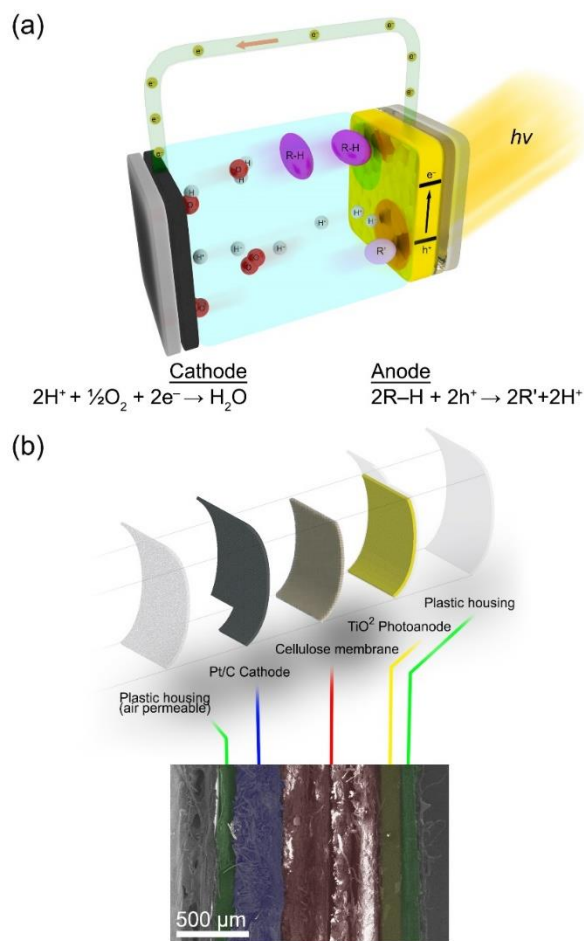 (a)
e⁻ e⁻ e⁻ e⁻ e⁻ e⁻ e⁻
hν
R-H R-H
H O H
H⁺ H⁺
e⁻
O
H⁺ H⁺ H⁺
H⁺
O O
R'
h⁺
O
Cathode
Anode
2H⁺ + ½O₂ + 2e⁻ → H₂O
2R–H + 2h⁺ → 2R'+2H⁺
(b)
Plastic housing
TiO² Photoanode
Cellulose membrane
Pt/C Cathode
Plastic housing
(air permeable)
500 µm